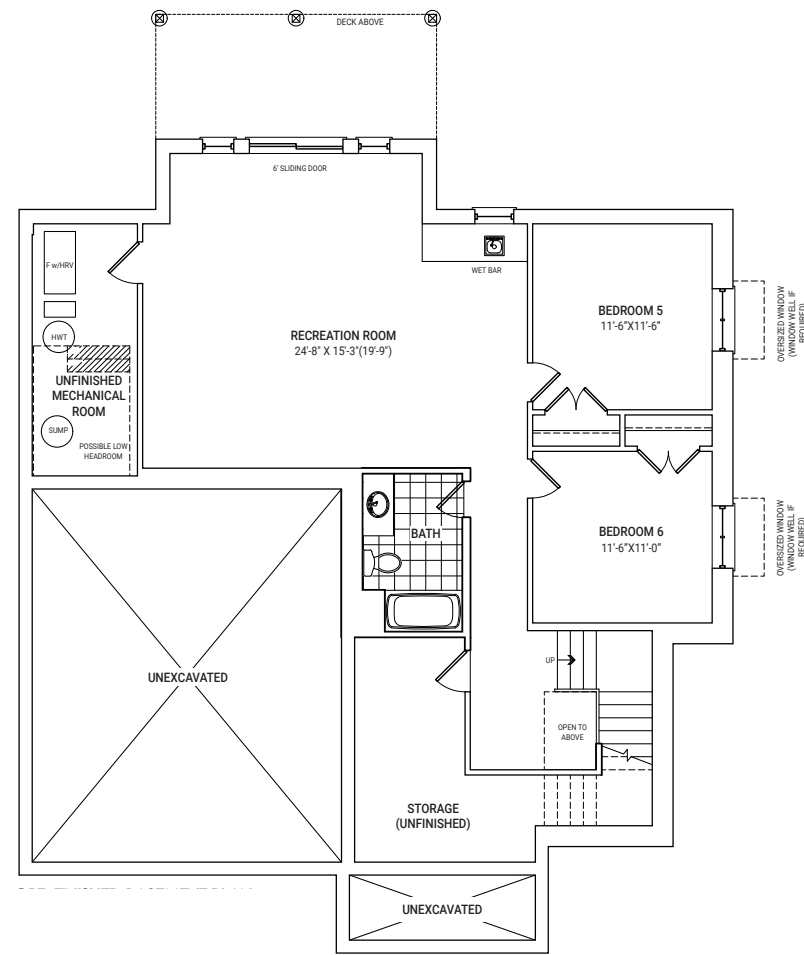 DECK ABOVE
6' SLIDING DOOR
F w/HRV
WET BAR
BEDROOM 5
11'-6"X11'-6"
OVERSIZED WINDOW
(WINDOW WELL IF
REQUIRED)
RECREATION ROOM
24'-8" X 15'-3"(19'-9")
HWT
UNFINISHED
MECHANICAL
ROOM
SUMP
POSSIBLE LOW
HEADROOM
BATH
BEDROOM 6
11'-6"X11'-0"
OVERSIZED WINDOW
(WINDOW WELL IF
REQUIRED)
UNEXCAVATED
UP
OPEN TO
ABOVE
STORAGE
(UNFINISHED)
UNEXCAVATED